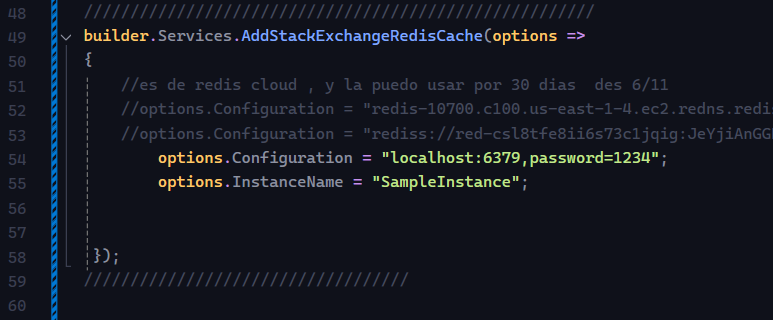 48 ///////////////////////////////////////////////////////
49 builder.Services.AddStackExchangeRedisCache(options =>
50 {
51 //es de redis cloud , y la puedo usar por 30 dias  des 6/11
52 //options.Configuration = "redis-10700.c100.us-east-1-4.ec2.redns.redis
53 //options.Configuration = "rediss://red-csl8tfe8ii6s73c1jqig:JeYjiAnGG
54 options.Configuration = "localhost:6379,password=1234";
55 options.InstanceName = "SampleInstance";
56
57
58 });
59 ///////////////////////////////////
60